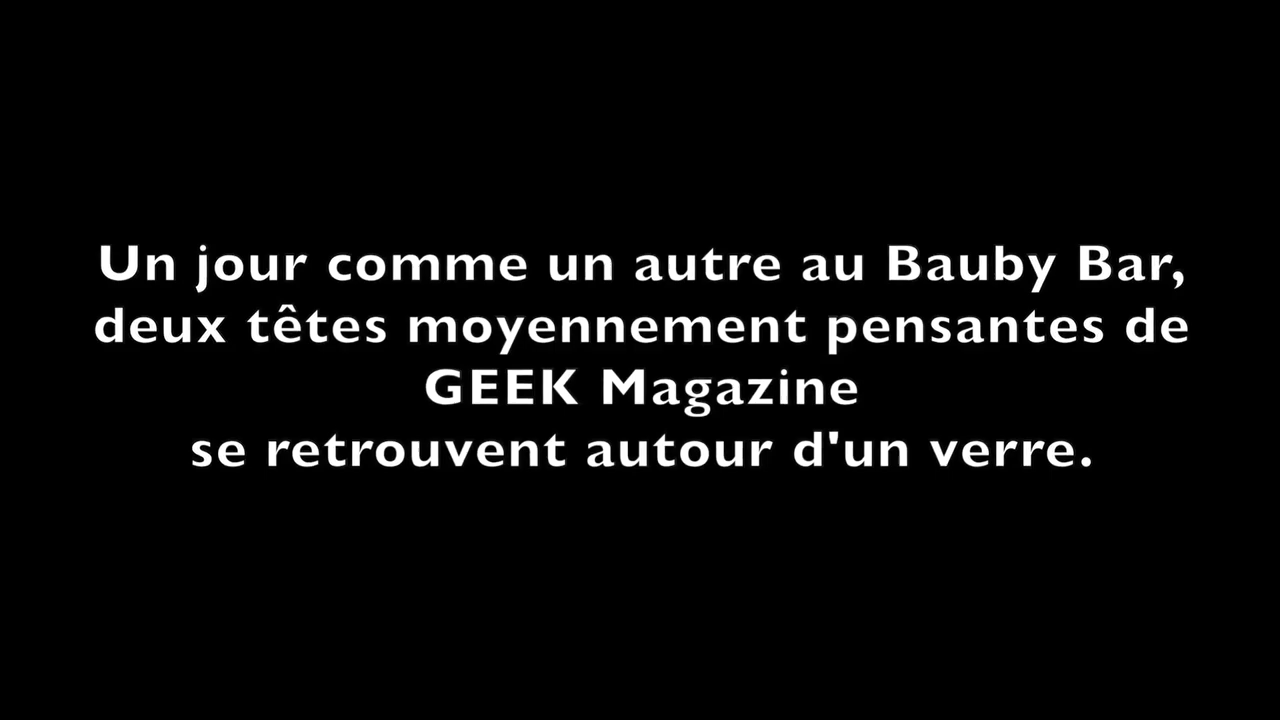 Un jour comme un autre au Bauby Bar,
deux têtes moyennement pensantes de
GEEK Magazine
se retrouvent autour d'un verre.